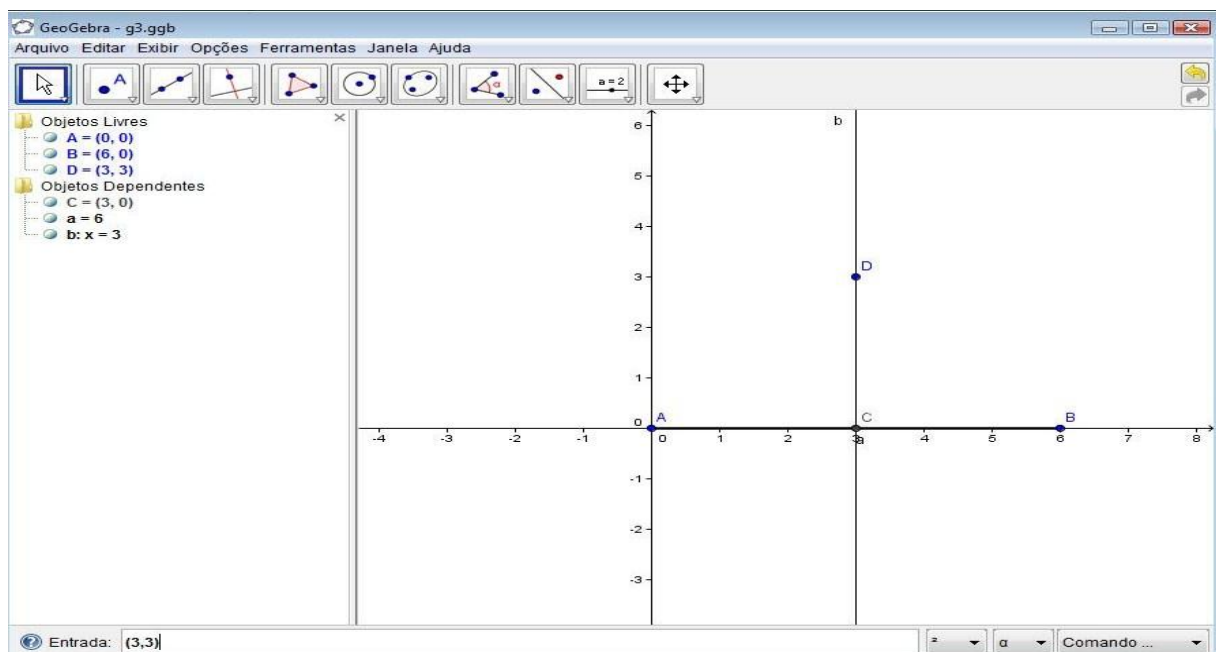 GeoGebra - g3.ggb
Arquivo Editar Exibir Opções Ferramentas Janela Ajuda
A
α
a = 2
Objetos Livres
A = (0, 0)
B = (6, 0)
D = (3, 3)
Objetos Dependentes
C = (3, 0)
a = 6
b: x = 3
6
b
5
4
3
D
2
1
0
A
C
B
-4 -3 -2 -1 0 1 2 3 4 5 6 7 8
a
-1
-2
-3
Entrada: (3,3)
²
α
Comando ...